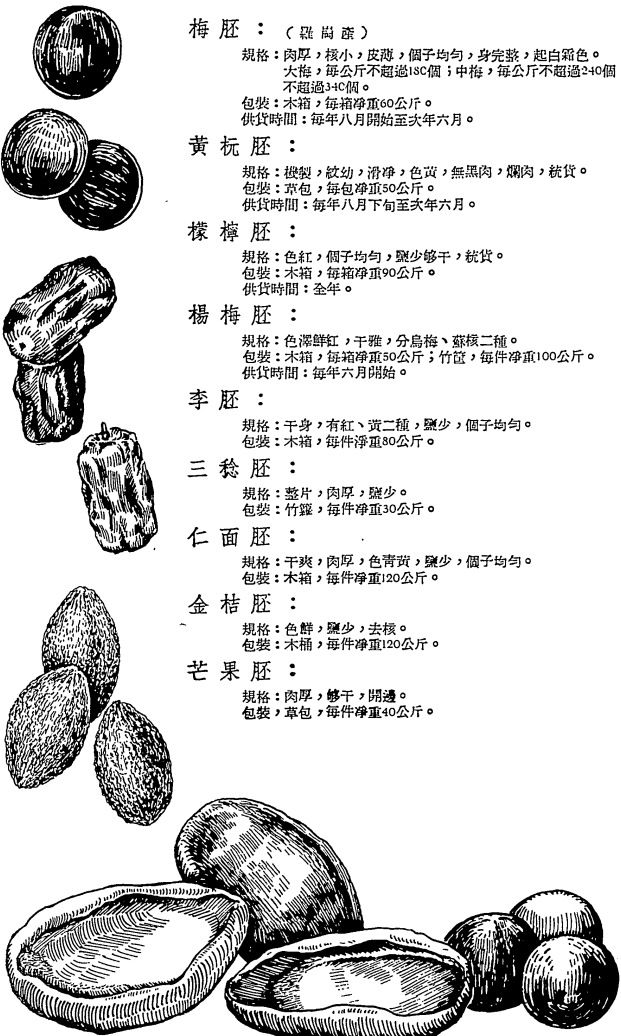 梅胚：
規格：肉厚，核小，皮薄，個子均勻，身完整，起白霜色。
大梅，每公斤不超過180個；中梅，每公斤不超過240個
不超過340個。
包裝：木箱，每箱净重60公斤。
供貨時間：每年八月開始至次年六月。
黃杬胚：
規格：機製，紋幼，滑净，色黃，無黑肉，爛肉，統貨。
包裝：草包，每包净重50公斤。
供貨時間：每年八月下旬至次年六月。
檬檸胚：
規格：色紅，個子均勻，鹽少够干，統貨。
包裝：木箱，每箱净重90公斤。
供貨時間：全年。
楊梅胚：
規格：色澤鮮紅，干雅，分烏梅、蘇核二種。
包裝：木箱，每箱净重50公斤；竹筐，每件净重100公斤。
供貨時間：每年六月開始。
李胚：
規格：干身，有紅、黃二種，鹽少，個子均勻。
包裝：木箱，每件淨重80公斤。
三稔胚：
規格：整片，肉厚，鹽少。
包裝：竹籮，每件净重30公斤。
仁面胚：
規格：干爽，肉厚，色青黃，鹽少，個子均勻。
包裝：木箱，每件净重120公斤。
金桔胚：
規格：色鮮，鹽少，去核。
包裝：木桶，每件净重120公斤。
芒果胚：
規格：肉厚，够干，開邊。
包裝，草包，每件净重40公斤。